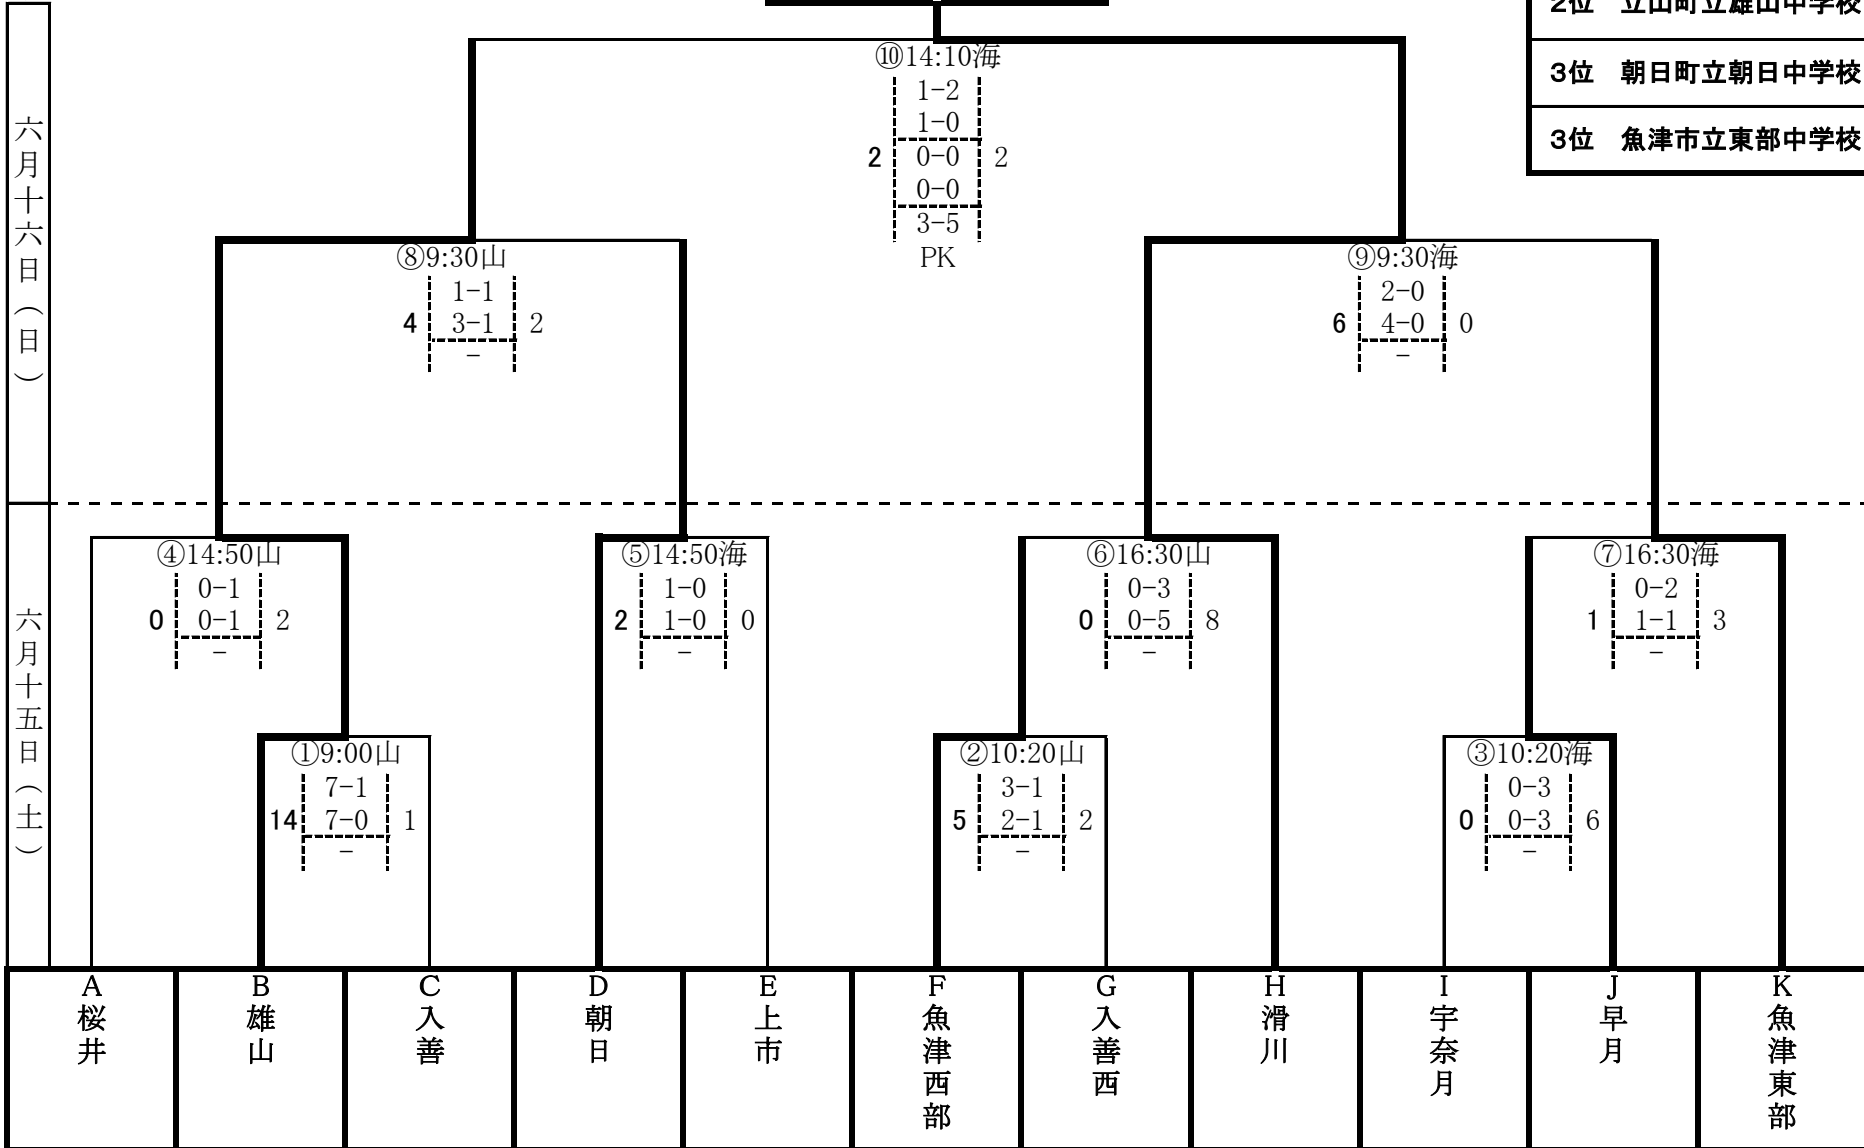 2位　立山町立雄山中学校
3位　朝日町立朝日中学校
3位　魚津市立東部中学校
六月十六日（日）
⑩14:10海
1-2
1-0
2 0-0 2
0-0
3-5
PK
⑧9:30山
1-1
4 3-1 2
-
⑨9:30海
2-0
6 4-0 0
-
六月十五日（土）
④14:50山
0-1
0 0-1 2
-
⑤14:50海
1-0
2 1-0 0
-
⑥16:30山
0-3
0 0-5 8
-
⑦16:30海
0-2
1 1-1 3
-
①9:00山
7-1
14 7-0 1
-
②10:20山
3-1
5 2-1 2
-
③10:20海
0-3
0 0-3 6
-
A 桜井
B 雄山
C 入善
D 朝日
E 上市
F 魚津西部
G 入善西
H 滑川
I 宇奈月
J 早月
K 魚津東部